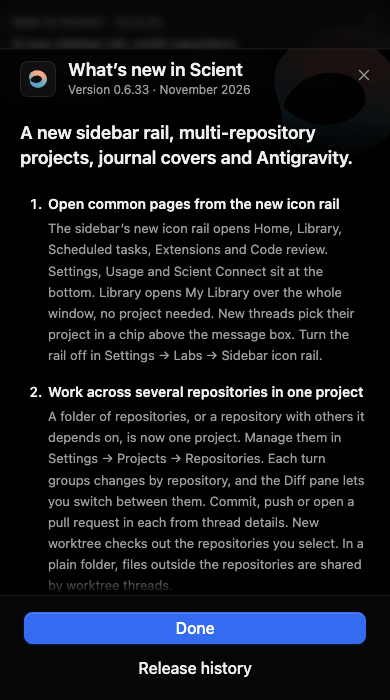 What's new in Scient
Version 0.6.33 · November 2026
A new sidebar rail, multi-repository
projects, journal covers and Antigravity.
1. Open common pages from the new icon rail
The sidebar's new icon rail opens Home, Library,
Scheduled tasks, Extensions and Code review.
Settings, Usage and Scient Connect sit at the
bottom. Library opens My Library over the whole
window, no project needed. New threads pick their
project in a chip above the message box. Turn the
rail off in Settings → Labs → Sidebar icon rail.
2. Work across several repositories in one project
A folder of repositories, or a repository with others it
depends on, is now one project. Manage them in
Settings → Projects → Repositories. Each turn
groups changes by repository, and the Diff pane lets
you switch between them. Commit, push or open a
pull request in each from thread details. New
worktree checks out the repositories you select. In a
plain folder, files outside the repositories are shared
by worktree threads.
Done
Release history